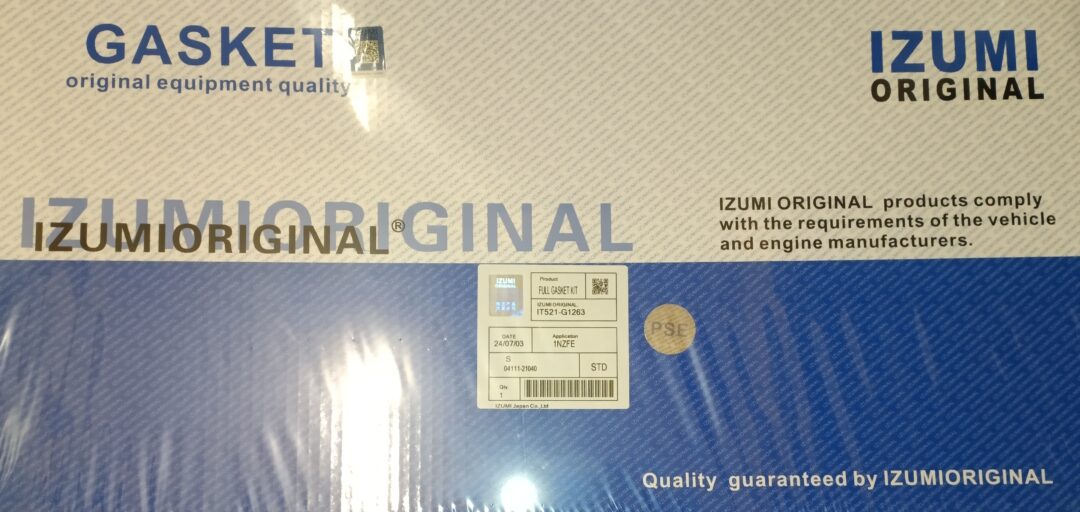 GASKET
original equipment quality
IZUMI
ORIGINAL
IZUMIORIGINAL
IZUMIORIGINAL®
IZUMI ORIGINAL products comply
with the requirements of the vehicle
and engine manufacturers.
IZUMI
ORIGINAL
Product
FULL GASKET KIT
IZUMIORIGINAL
IT521-G1263
DATE
24/07/03
Application
1NZFE
S
04111-21040
STD
Qty
1
IZUMI Japan Co.,Ltd
PSE
Quality guaranteed by IZUMIORIGINAL